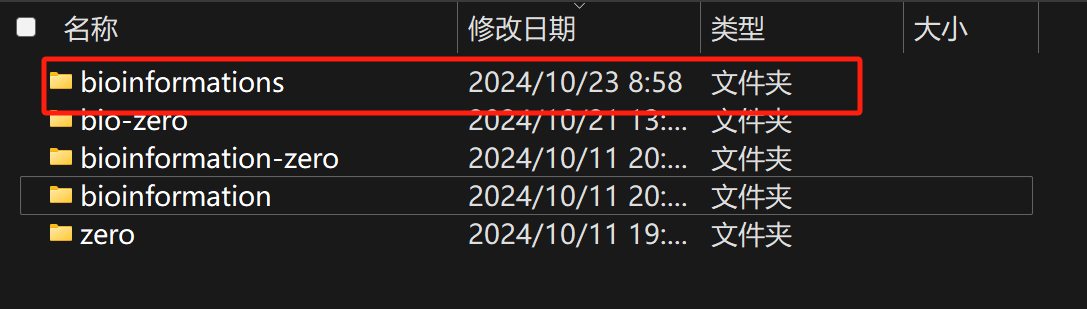 名称 修改日期 类型 大小
bioinformations 2024/10/23 8:58 文件夹
bio-zero 2024/10/21 13:... 文件夹
bioinformation-zero 2024/10/11 20:... 文件夹
bioinformation 2024/10/11 20:... 文件夹
zero 2024/10/11 19:... 文件夹